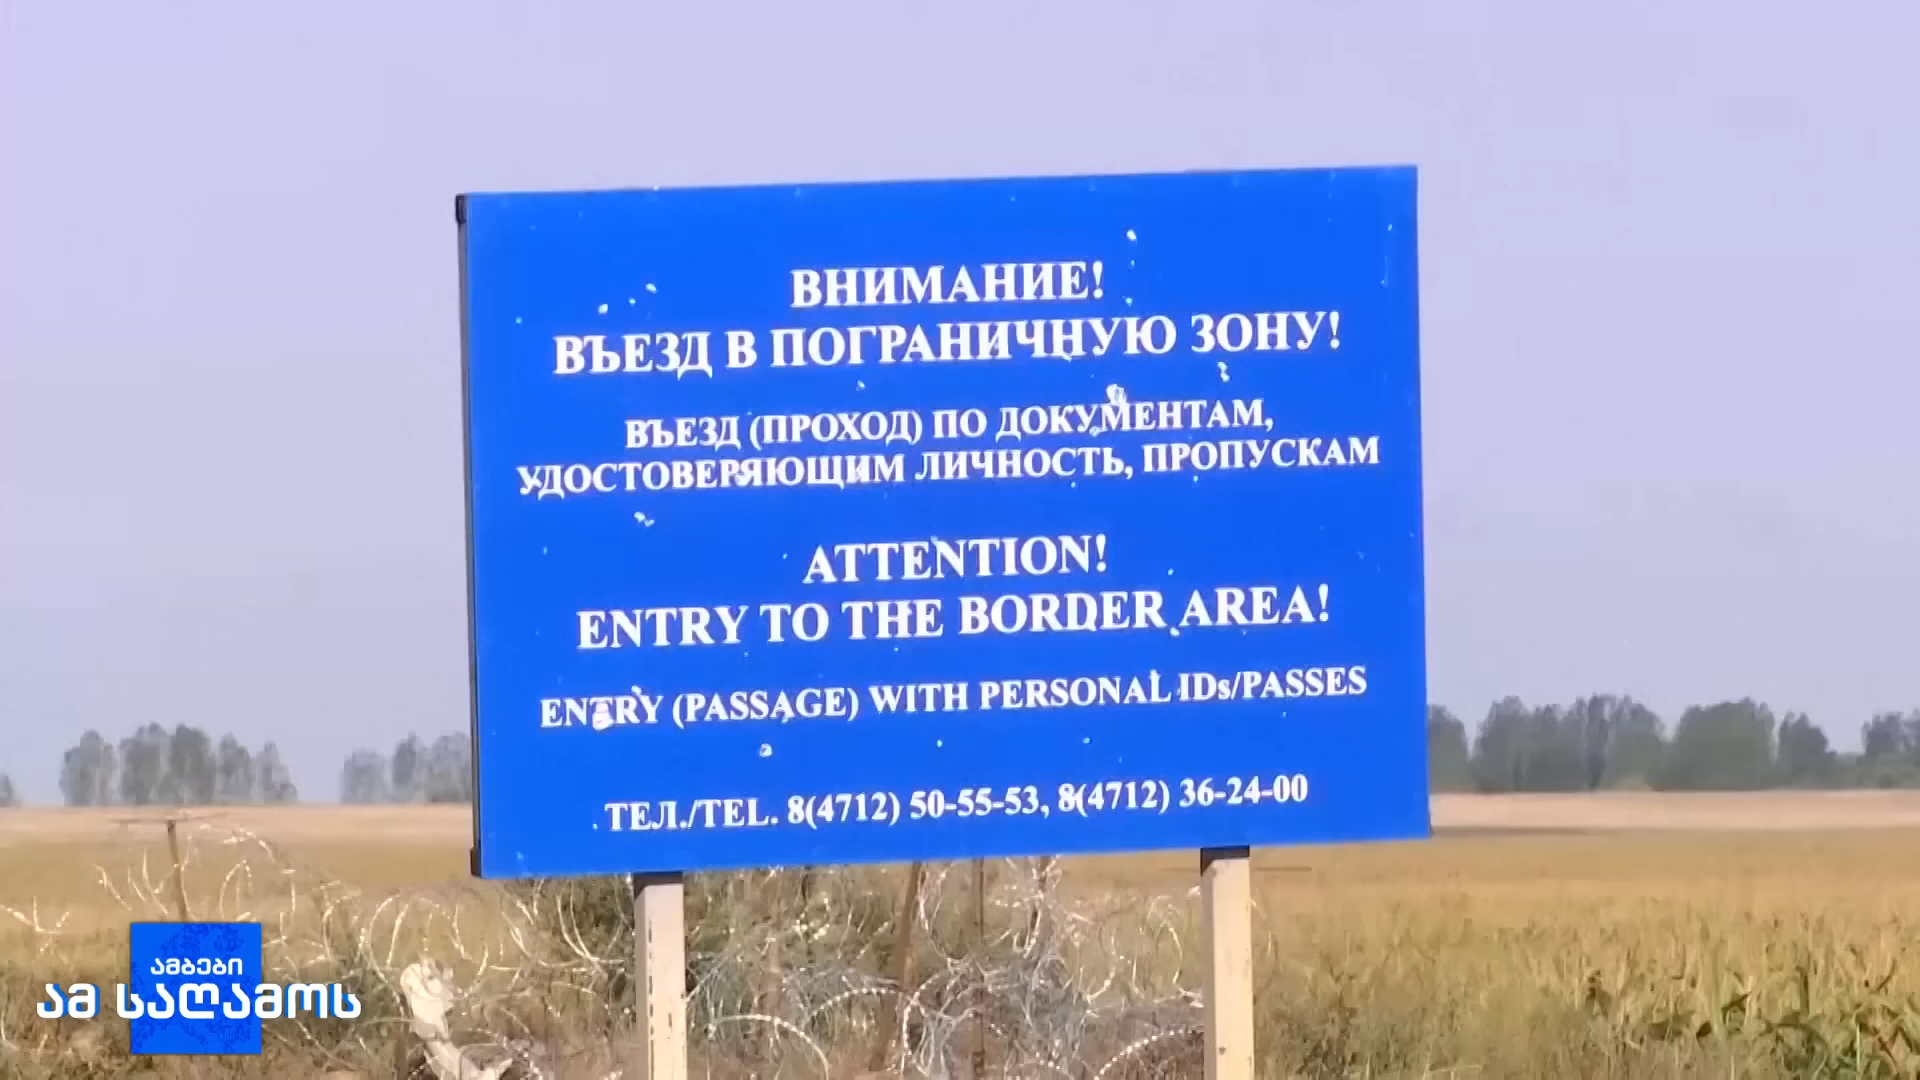 ВНИМАНИЕ!
ВЪЕЗД В ПОГРАНИЧНУЮ ЗОНУ!
ВЪЕЗД (ПРОХОД) ПО ДОКУМЕНТАМ,
УДОСТОВЕРЯЮЩИМ ЛИЧНОСТЬ, ПРОПУСКАМ
ATTENTION!
ENTRY TO THE BORDER AREA!
ENTRY (PASSAGE) WITH PERSONAL IDs/PASSES
ТЕЛ./TEL. 8(4712) 50-55-53, 8(4712) 36-24-00
ამბები
ამ საღამოს